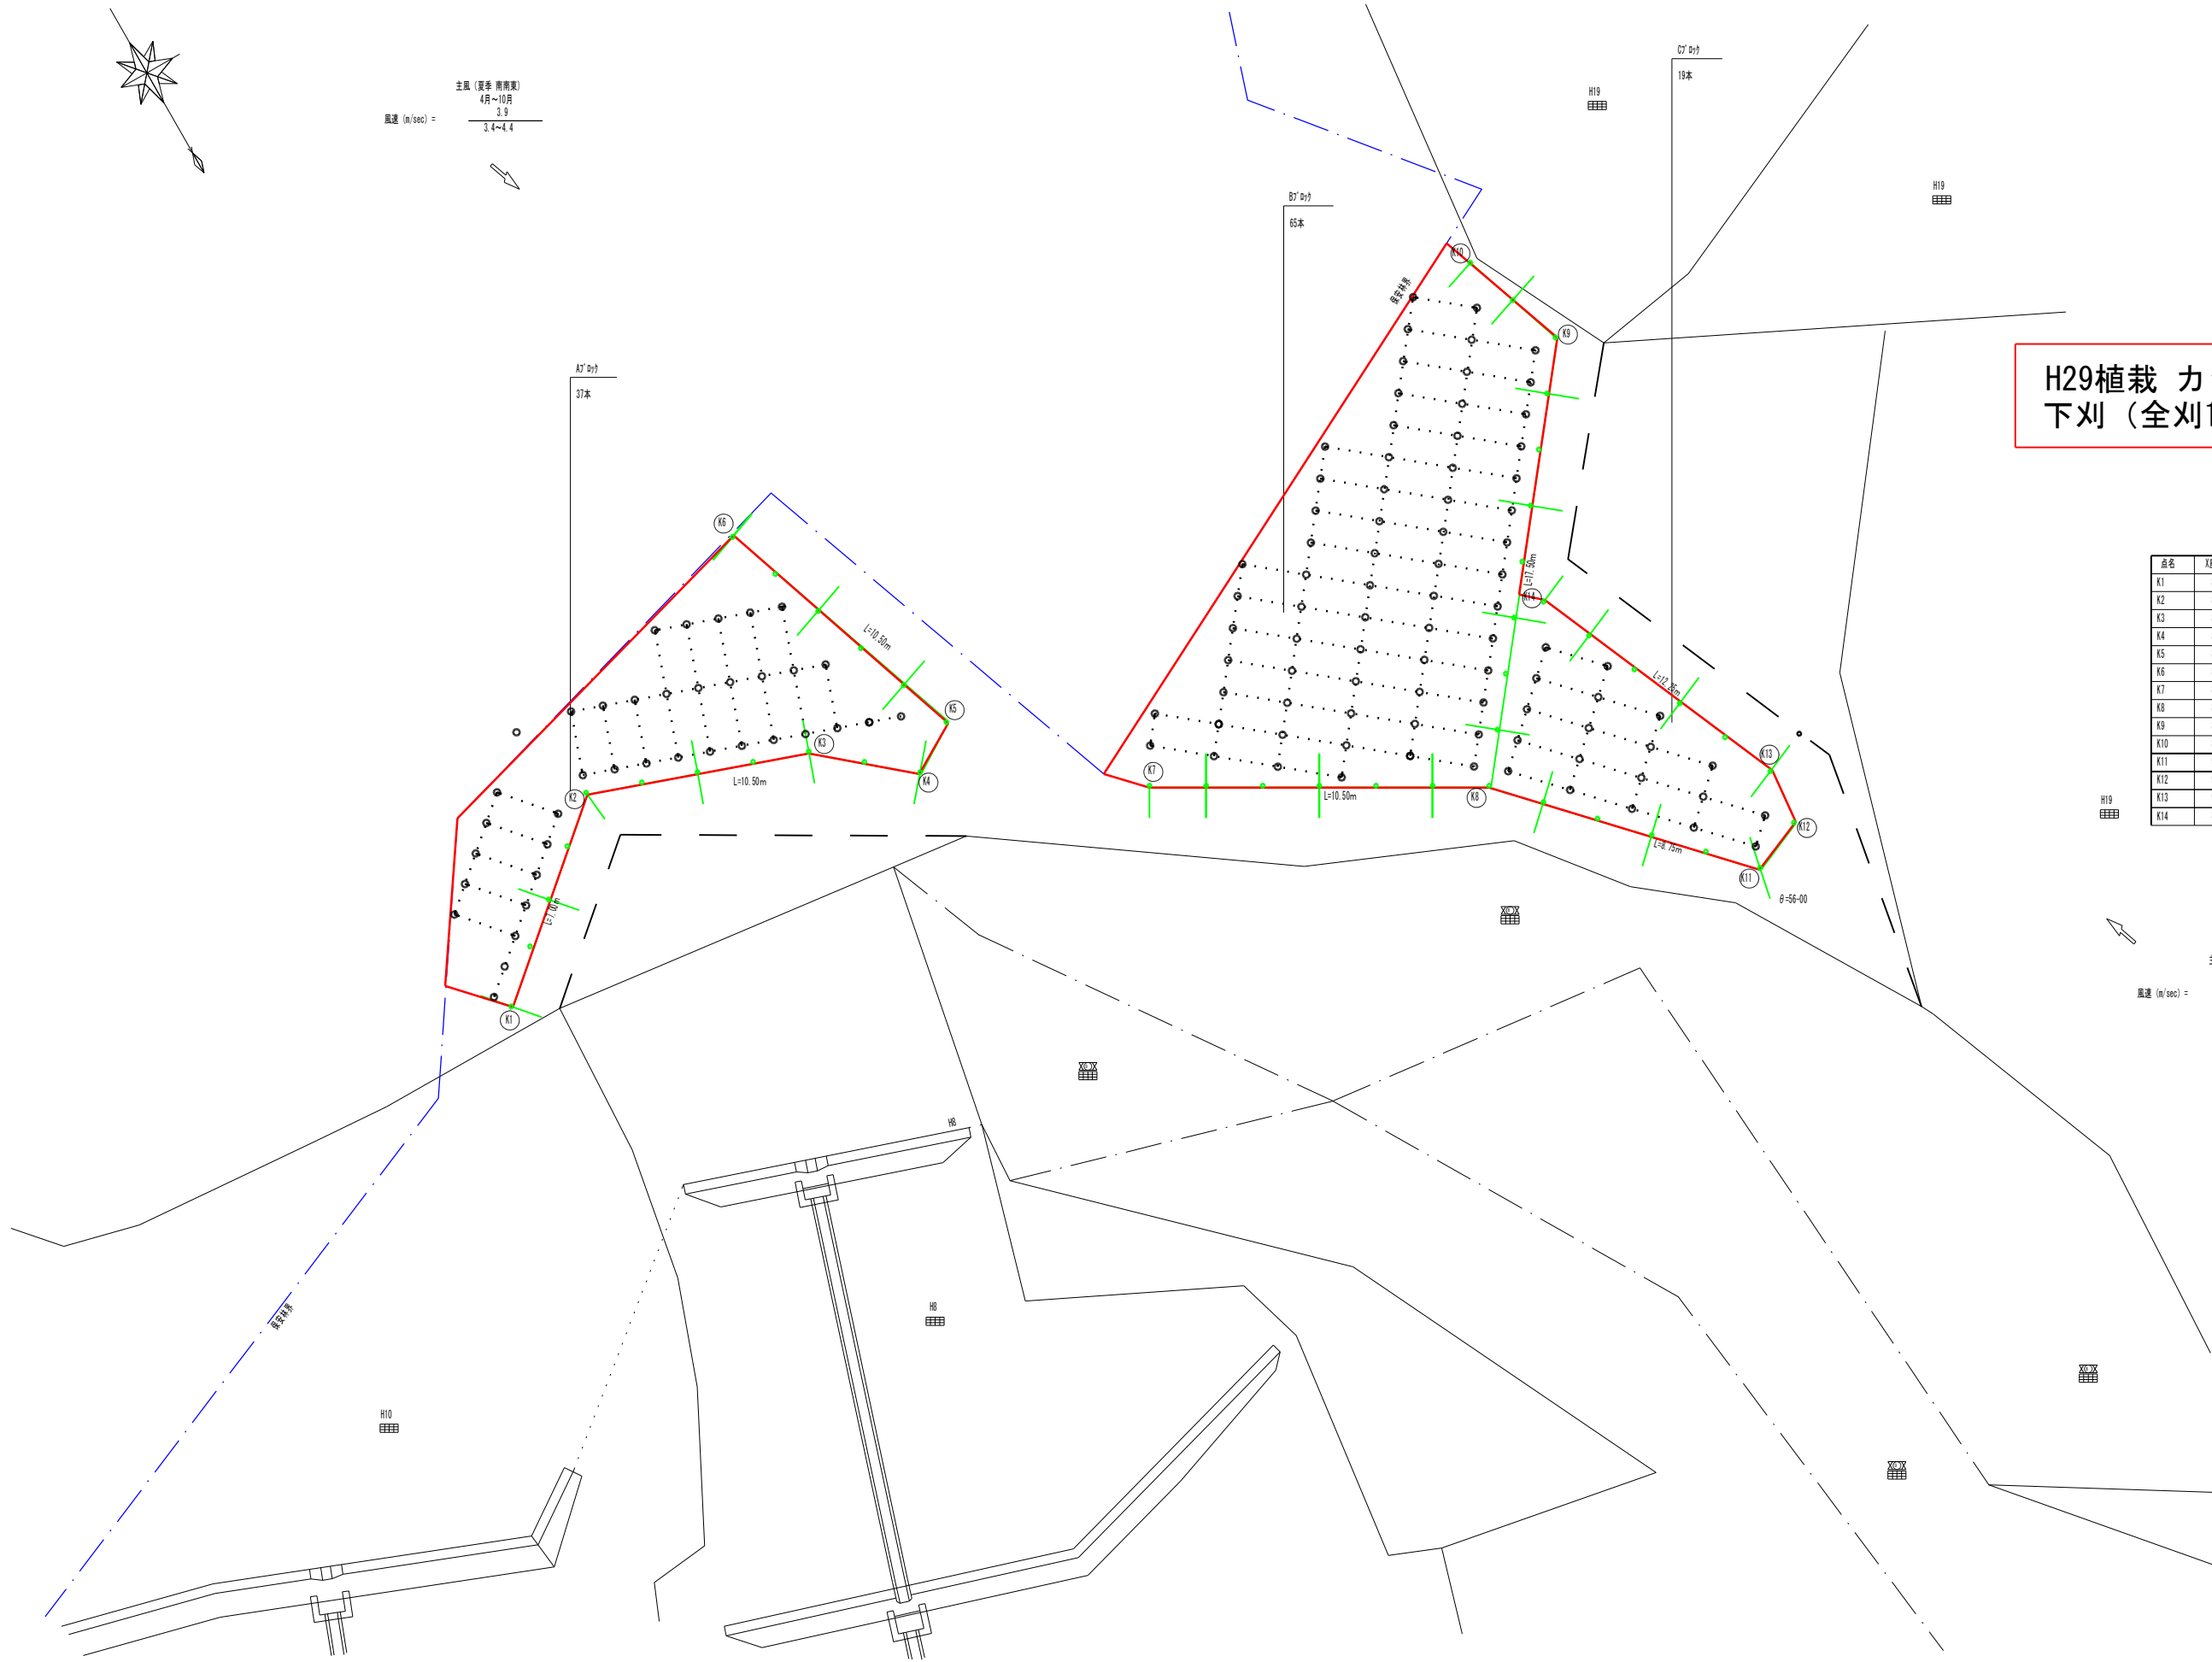 主風 (夏季 南南東)
4月～10月
風速 (m/sec) =
3.9
3.4～4.4
Cブロック
19本
H19
H19
Bブロック
65本
K10
保安林界
K9
H29植栽 カ
下刈（全刈1
Aブロック
37本
K6
L=10.50m
K5
K3
K4
L=10.50m
K2
L=7.00m
K1
L=17.50m
K14
L=12.25m
K13
K7
L=10.50m
K8
K12
L=8.75m
K11
θ=56-00
点名
K1
K2
K3
K4
K5
K6
K7
K8
K9
K10
K11
K12
K13
K14
H19
風速 (m/sec) =
H8
H8
保安林界
H10